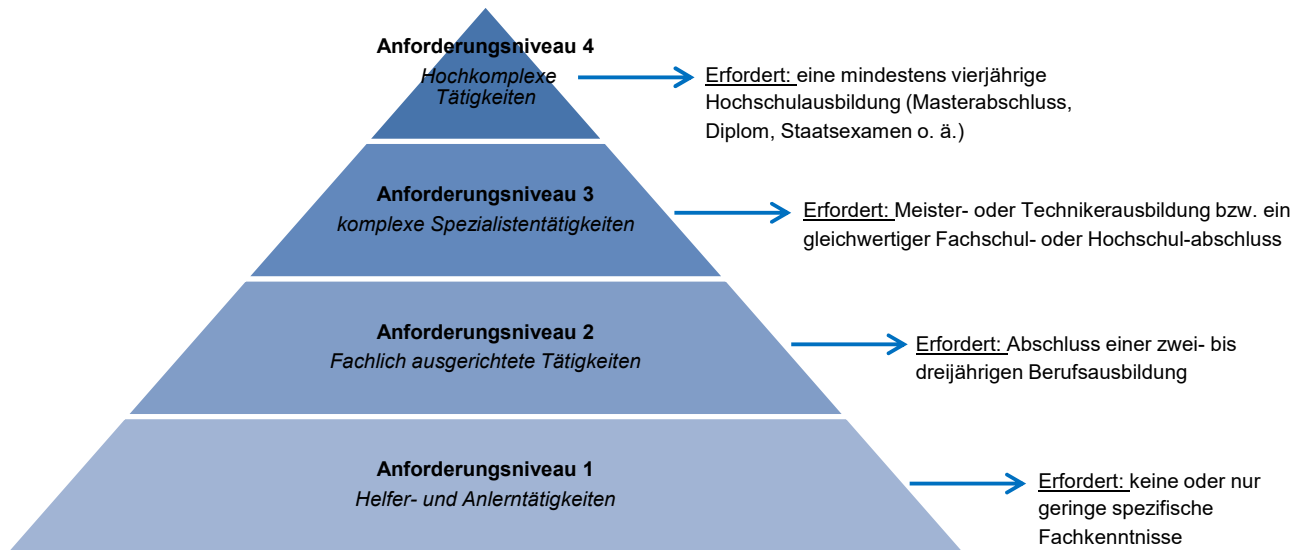 Anforderungsniveau 4
Hochkomplexe
Tätigkeiten
Erfordert: eine mindestens vierjährige
Hochschulausbildung (Masterabschluss,
Diplom, Staatsexamen o. ä.)
Anforderungsniveau 3
komplexe Spezialistentätigkeiten
Erfordert: Meister- oder Technikerausbildung bzw. ein
gleichwertiger Fachschul- oder Hochschul-abschluss
Anforderungsniveau 2
Fachlich ausgerichtete Tätigkeiten
Erfordert: Abschluss einer zwei- bis
dreijährigen Berufsausbildung
Anforderungsniveau 1
Helfer- und Anlerntätigkeiten
Erfordert: keine oder nur
geringe spezifische
Fachkenntnisse